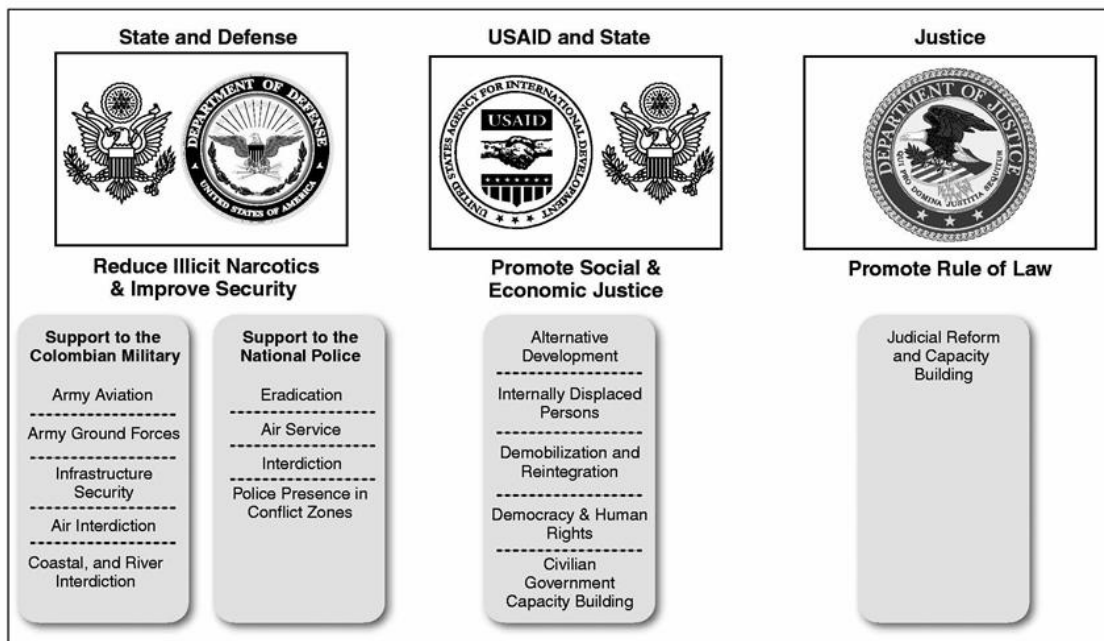 State and Defense
USAID and State
Justice
DEPARTMENT OF DEFENSE
UNITED STATES OF AMERICA
UNITED STATES AGENCY FOR INTERNATIONAL DEVELOPMENT
USAID
DEPARTMENT OF JUSTICE
QUI PRO DOMINA JUSTITIA SEQUITUR
Reduce Illicit Narcotics
& Improve Security
Promote Social &
Economic Justice
Promote Rule of Law
Support to the
Colombian Military
Army Aviation
Army Ground Forces
Infrastructure
Security
Air Interdiction
Coastal, and River
Interdiction
Support to the
National Police
Eradication
Air Service
Interdiction
Police Presence in
Conflict Zones
Alternative
Development
Internally Displaced
Persons
Demobilization and
Reintegration
Democracy & Human
Rights
Civilian
Government
Capacity Building
Judicial Reform
and Capacity
Building